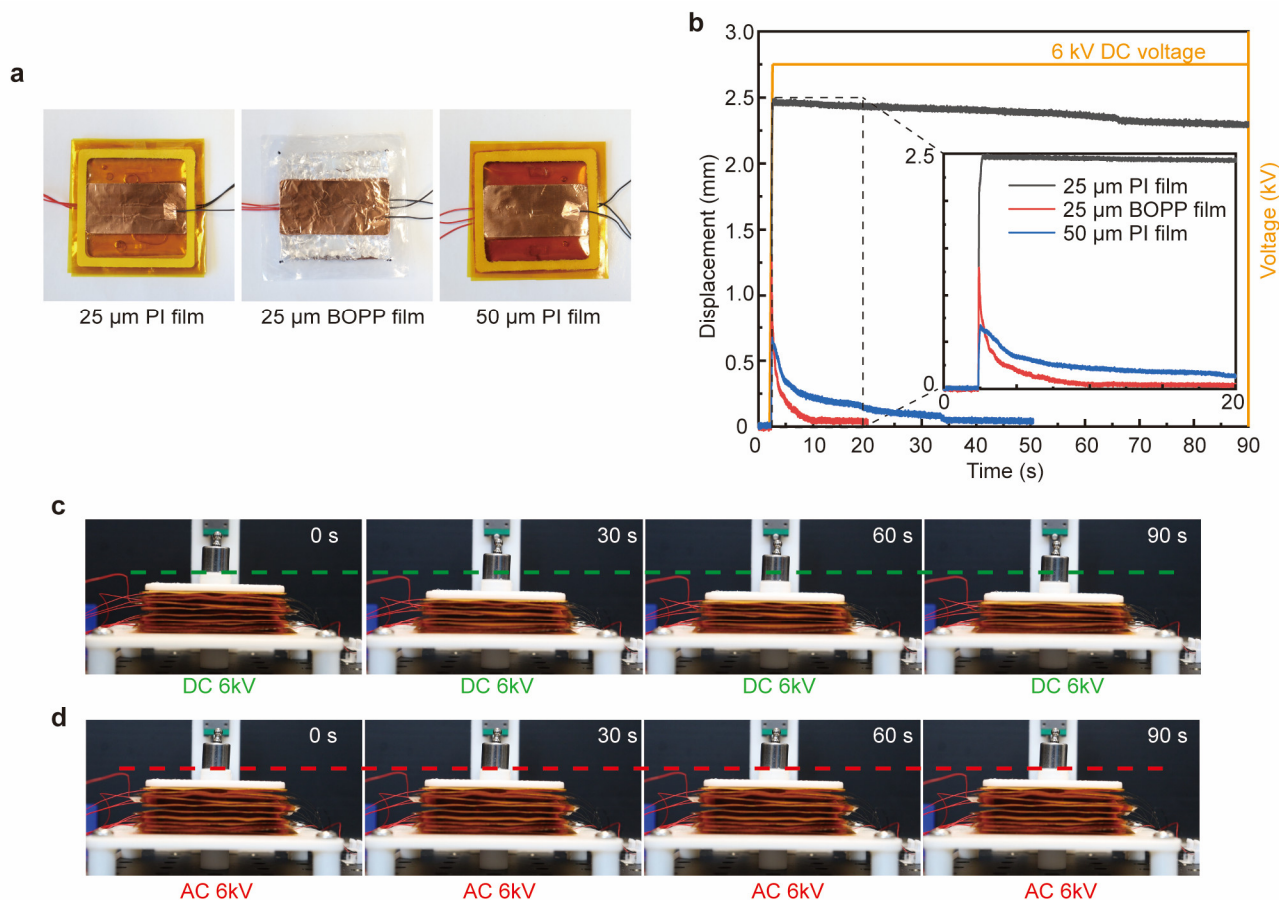 a
25 µm PI film
25 µm BOPP film
50 µm PI film
b
3.0
2.5
2.0
1.5
1.0
0.5
0
Displacement (mm)
6 kV DC voltage
Voltage (kV)
2.5
0
0
20
25 µm PI film
25 µm BOPP film
50 µm PI film
0 10 20 30 40 50 60 70 80 90
Time (s)
c
0 s
30 s
60 s
90 s
DC 6kV
DC 6kV
DC 6kV
DC 6kV
d
0 s
30 s
60 s
90 s
AC 6kV
AC 6kV
AC 6kV
AC 6kV